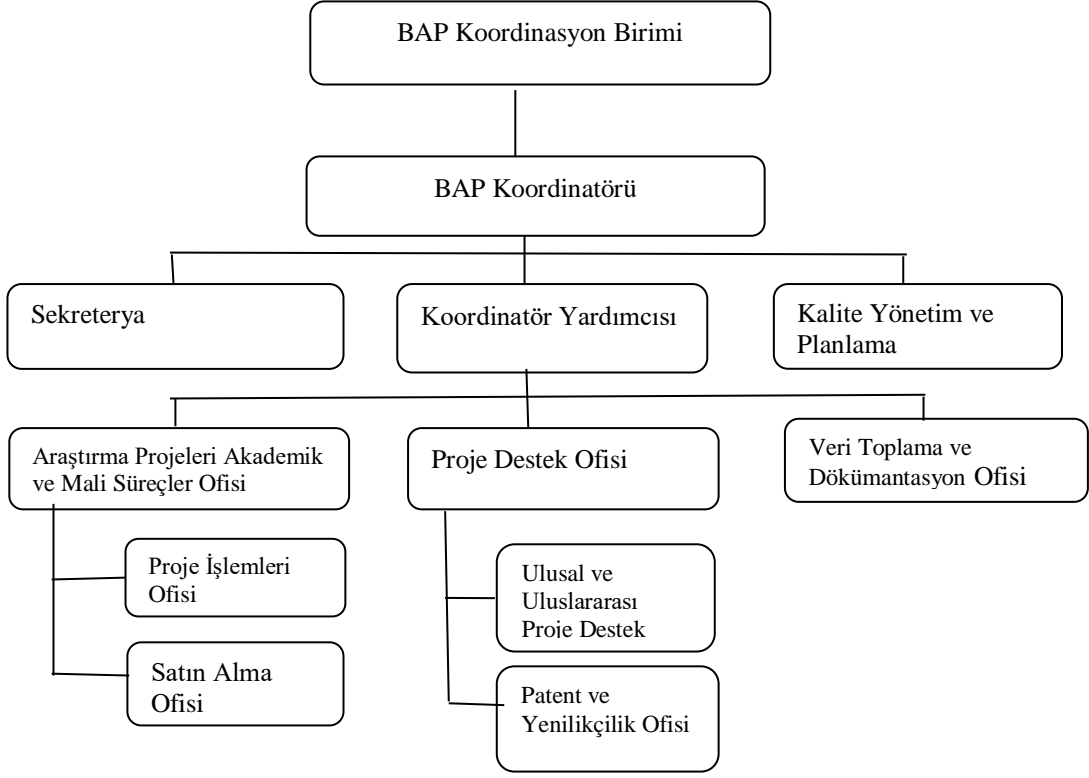 BAP Koordinasyon Birimi
BAP Koordinatörü
Sekreterya
Koordinatör Yardımcısı
Kalite Yönetim ve
Planlama
Araştırma Projeleri Akademik
ve Mali Süreçler Ofisi
Proje Destek Ofisi
Veri Toplama ve
Dökümantasyon Ofisi
Proje İşlemleri
Ofisi
Ulusal ve
Uluslararası
Proje Destek
Satın Alma
Ofisi
Patent ve
Yenilikçilik Ofisi